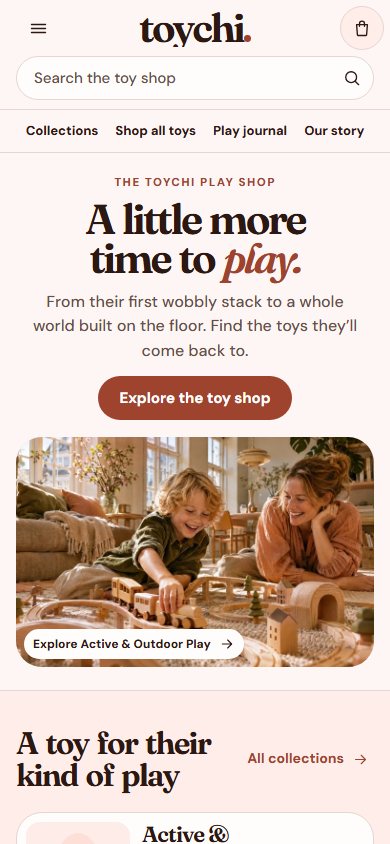 toychi.
Search the toy shop
Collections Shop all toys Play journal Our story
THE TOYCHI PLAY SHOP
A little more
time to play.
From their first wobbly stack to a whole
world built on the floor. Find the toys they’ll
come back to.
Explore the toy shop
Explore Active & Outdoor Play →
A toy for their
kind of play
All collections →
Active &